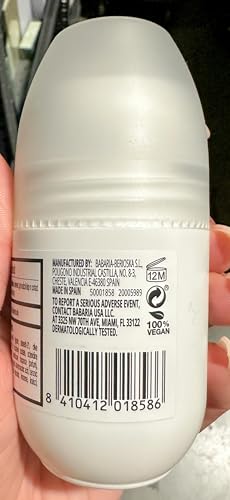 MANUFACTURED BY: BABARIA-BERIOSKA S.L.
POLÍGONO INDUSTRIAL CASTILLA, NO. 8-3,
CHESTE, VALENCIA E-46380 SPAIN
MADE IN SPAIN 50001858 20005989
TO REPORT A SERIOUS ADVERSE EVENT,
CONTACT BABARIA USA LLC.
AT 3325 NW 70TH AVE, MIAMI, FL 33122
DERMATOLOGICALLY TESTED.
12M
100%
VEGAN
8 410412 018586